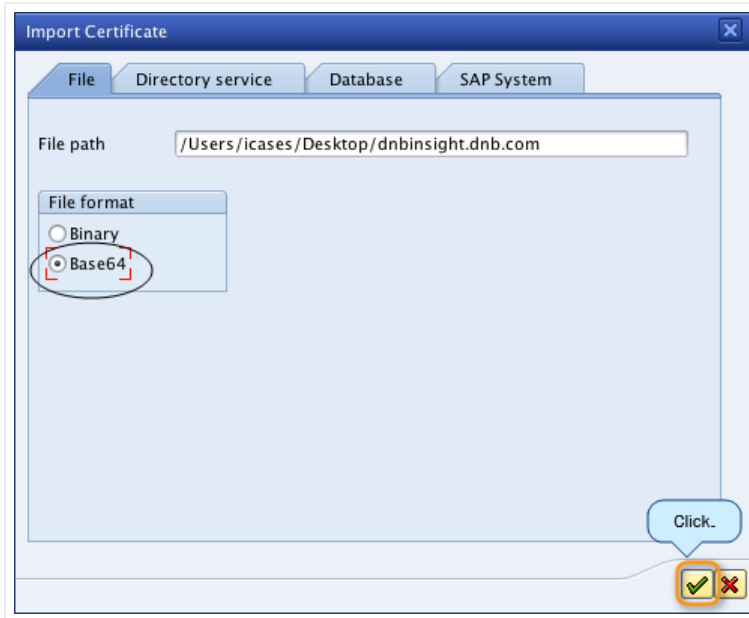 Import Certificate
File Directory service Database SAP System
File path /Users/icases/Desktop/dnbinsight.dnb.com
File format
Binary
Base64
Click.